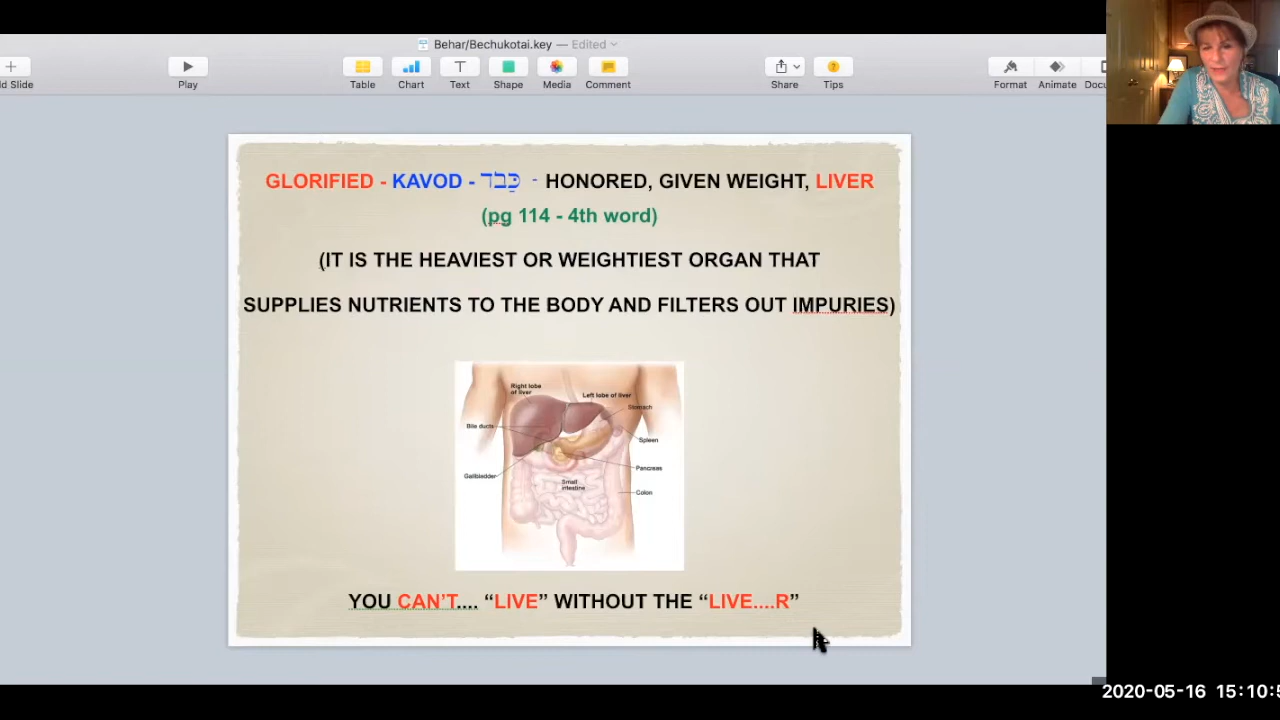 Behar/Bechukotai.key — Edited
d Slide
Play
Table
Chart
Text
Shape
Media
Comment
Share
Tips
Format
Animate
Docu
GLORIFIED - KAVOD - כָּבַד - HONORED, GIVEN WEIGHT, LIVER
(pg 114 - 4th word)
(IT IS THE HEAVIEST OR WEIGHTIEST ORGAN THAT
SUPPLIES NUTRIENTS TO THE BODY AND FILTERS OUT IMPURIES)
Right lobe
of liver
Left lobe of liver
Stomach
Bile ducts
Spleen
Pancreas
Gallbladder
Small
intestine
Colon
YOU CAN’T.... “LIVE” WITHOUT THE “LIVE....R”
2020-05-16 15:10:5